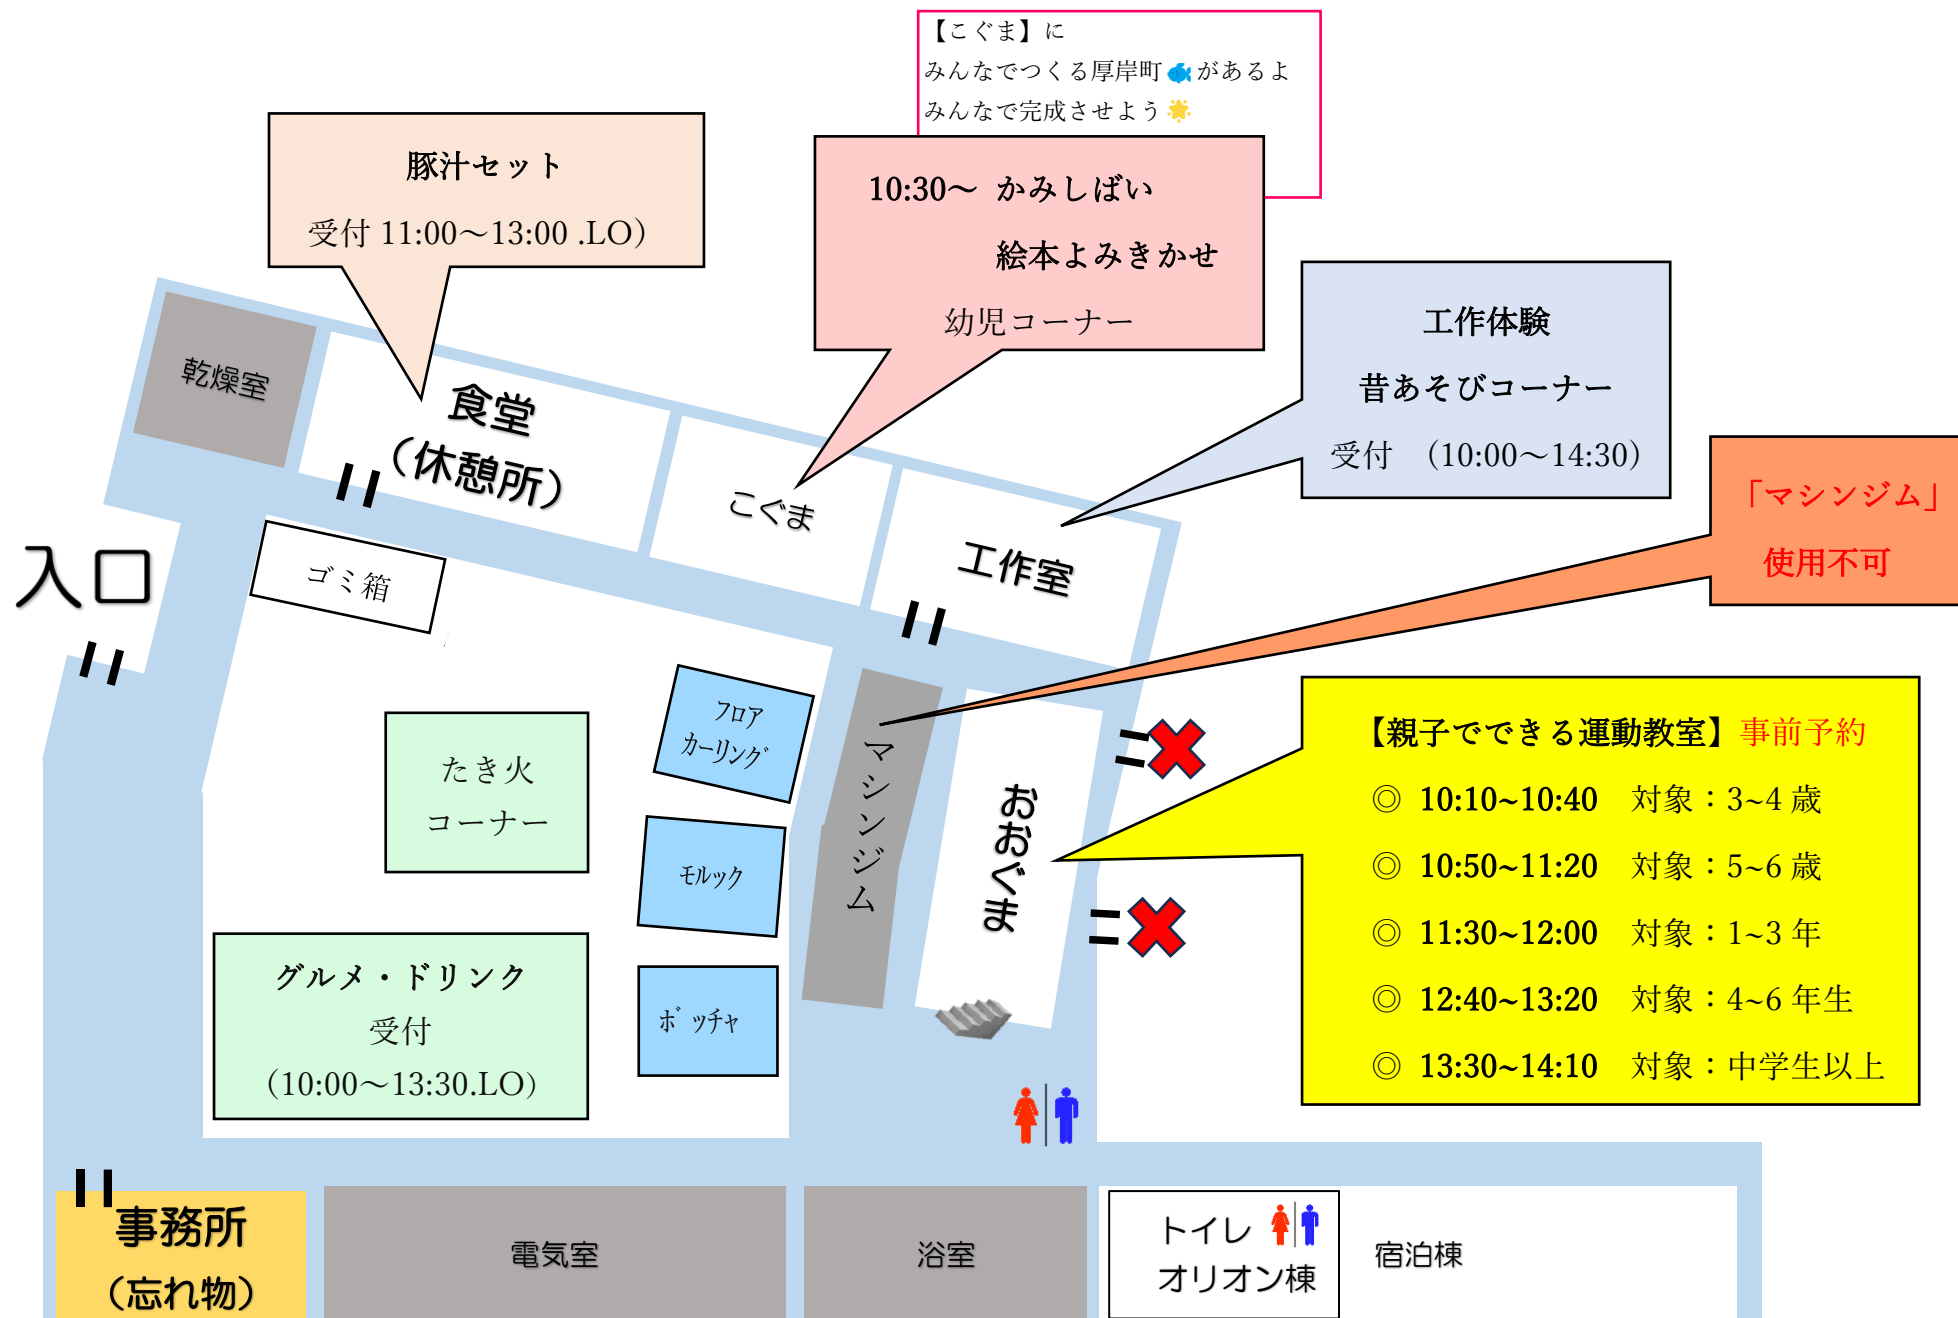 【こぐま】に
みんなでつくる厚岸町🐟があるよ
みんなで完成させよう🌟
豚汁セット
受付 11:00～13:00 .LO）
10:30～ かみしばい
絵本よみきかせ
幼児コーナー
工作体験
昔あそびコーナー
受付 （10:00～14:30）
「マシンジム」
使用不可
乾燥室
食堂
（休憩所）
こぐま
工作室
入口
ゴミ箱
フロア
カーリング
たき火
コーナー
モルック
マシンジム
おおぐま
【親子でできる運動教室】事前予約
◎ 10:10~10:40 対象：3~4 歳
◎ 10:50~11:20 対象：5~6 歳
◎ 11:30~12:00 対象：1~3 年
◎ 12:40~13:20 対象：4~6 年生
◎ 13:30~14:10 対象：中学生以上
グルメ・ドリンク
受付
（10:00～13:30.LO）
ボッチャ
事務所
（忘れ物）
電気室
浴室
トイレ
オリオン棟
宿泊棟